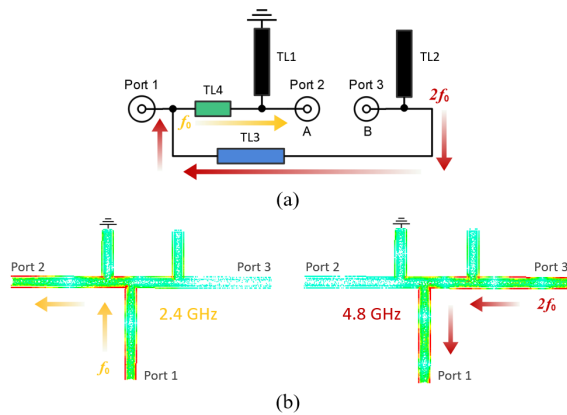 TL1
TL2
Port 1
TL4
Port 2
Port 3
2f₀
f₀
A
B
TL3
(a)
Port 2
Port 3
Port 2
Port 3
2.4 GHz
4.8 GHz
2f₀
f₀
Port 1
Port 1
(b)